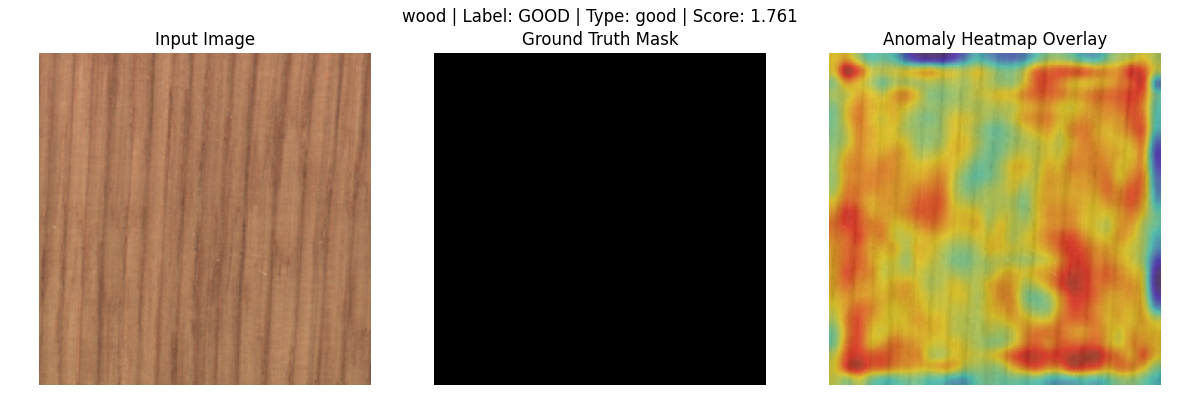 wood | Label: GOOD | Type: good | Score: 1.761
Input Image
Ground Truth Mask
Anomaly Heatmap Overlay